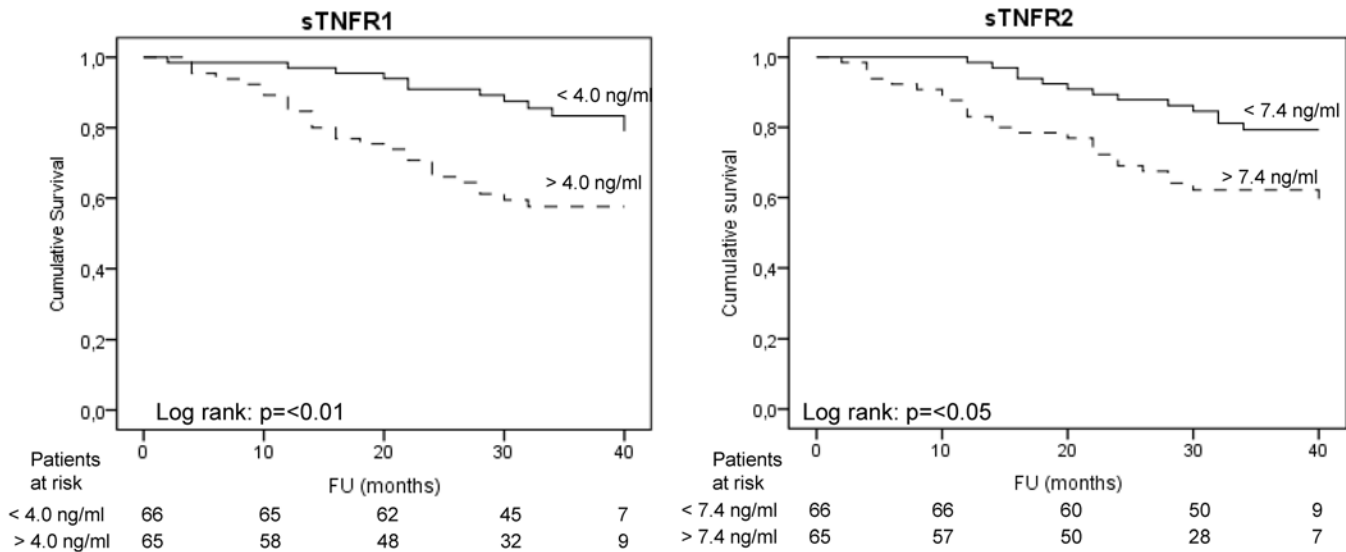 sTNFR1
Cumulative Survival
1,0
0,8
0,6
0,4
0,2
0,0
< 4.0 ng/ml
> 4.0 ng/ml
Log rank: p=<0.01
0 10 20 30 40
FU (months)
Patients
at risk
< 4.0 ng/ml 66 65 62 45 7
> 4.0 ng/ml 65 58 48 32 9
sTNFR2
Cumulative survival
1,0
0,8
0,6
0,4
0,2
0,0
< 7.4 ng/ml
> 7.4 ng/ml
Log rank: p=<0.05
0 10 20 30 40
FU (months)
Patients
at risk
< 7.4 ng/ml 66 66 60 50 9
> 7.4 ng/ml 65 57 50 28 7